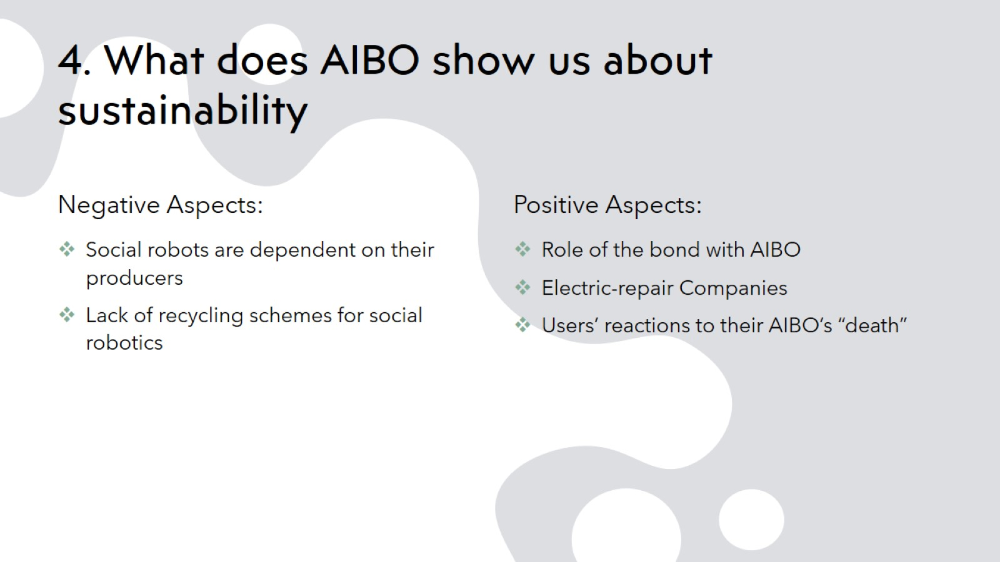 4. What does AIBO show us about
sustainability
Negative Aspects:
❖ Social robots are dependent on their
producers
❖ Lack of recycling schemes for social
robotics
Positive Aspects:
❖ Role of the bond with AIBO
❖ Electric-repair Companies
❖ Users’ reactions to their AIBO’s “death”